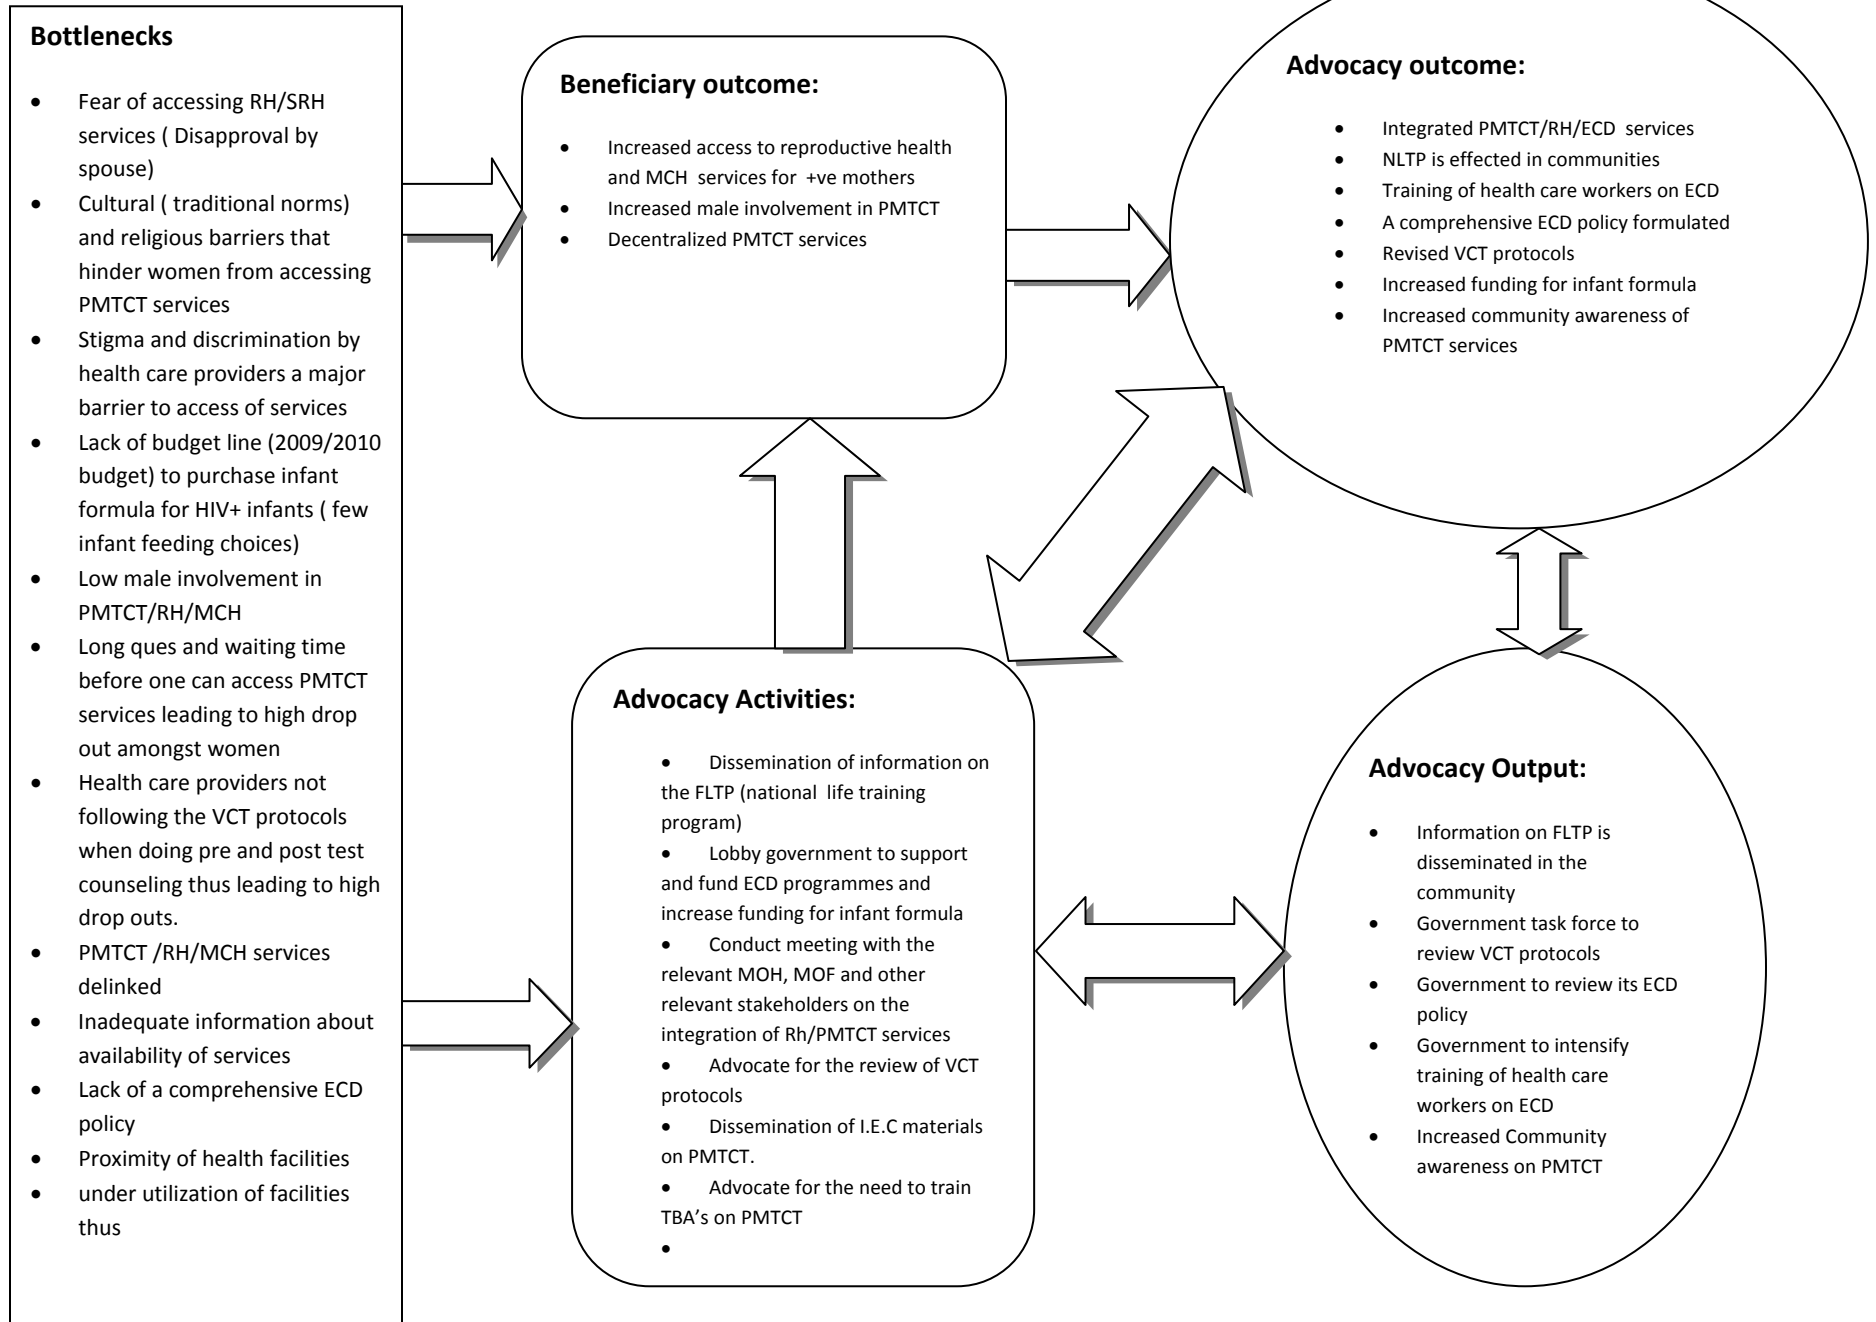 Bottlenecks
• Fear of accessing RH/SRH
services ( Disapproval by
spouse)
• Cultural ( traditional norms)
and religious barriers that
hinder women from accessing
PMTCT services
• Stigma and discrimination by
health care providers a major
barrier to access of services
• Lack of budget line (2009/2010
budget) to purchase infant
formula for HIV+ infants ( few
infant feeding choices)
• Low male involvement in
PMTCT/RH/MCH
• Long ques and waiting time
before one can access PMTCT
services leading to high drop
out amongst women
• Health care providers not
following the VCT protocols
when doing pre and post test
counseling thus leading to high
drop outs.
• PMTCT /RH/MCH services
delinked
• Inadequate information about
availability of services
• Lack of a comprehensive ECD
policy
• Proximity of health facilities
• under utilization of facilities
thus
Beneficiary outcome:
• Increased access to reproductive health
and MCH services for +ve mothers
• Increased male involvement in PMTCT
• Decentralized PMTCT services
Advocacy outcome:
• Integrated PMTCT/RH/ECD services
• NLTP is effected in communities
• Training of health care workers on ECD
• A comprehensive ECD policy formulated
• Revised VCT protocols
• Increased funding for infant formula
• Increased community awareness of
PMTCT services
Advocacy Activities:
• Dissemination of information on
the FLTP (national life training
program)
• Lobby government to support
and fund ECD programmes and
increase funding for infant formula
• Conduct meeting with the
relevant MOH, MOF and other
relevant stakeholders on the
integration of Rh/PMTCT services
• Advocate for the review of VCT
protocols
• Dissemination of I.E.C materials
on PMTCT.
• Advocate for the need to train
TBA’s on PMTCT
•
Advocacy Output:
• Information on FLTP is
disseminated in the
community
• Government task force to
review VCT protocols
• Government to review its ECD
policy
• Government to intensify
training of health care
workers on ECD
• Increased Community
awareness on PMTCT